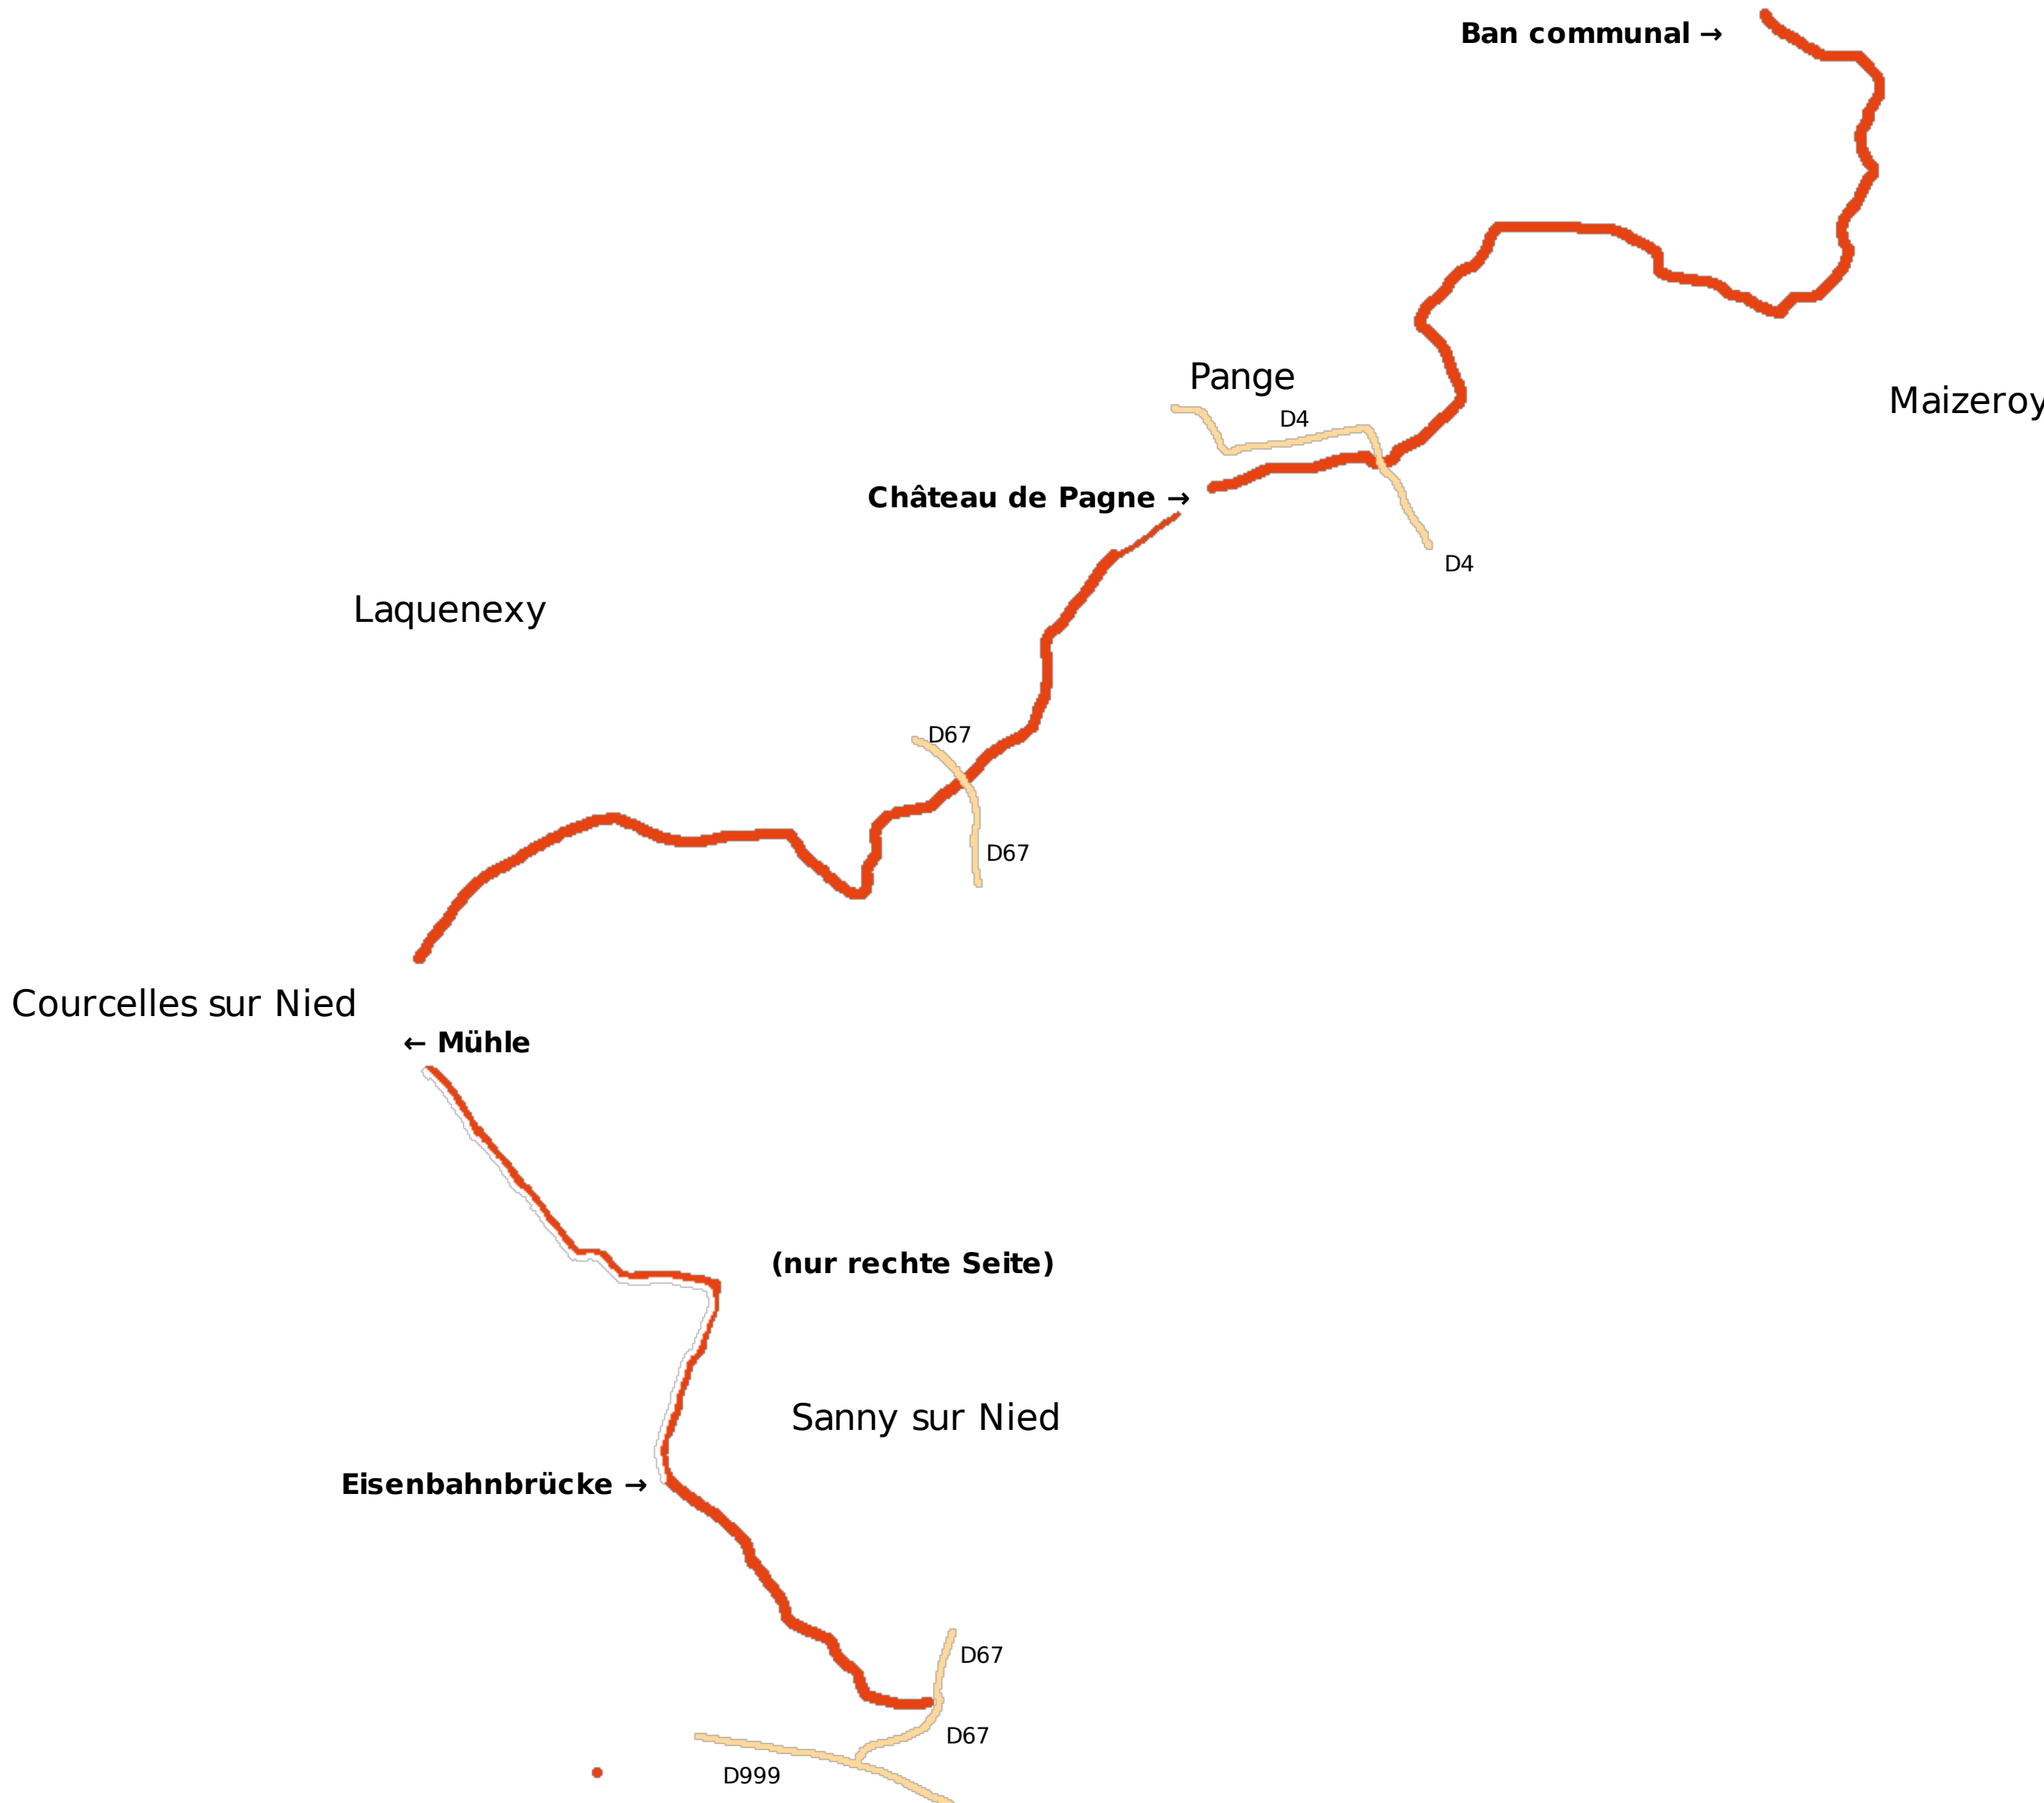 Ban communal →
Pange
Maizeroy
D4
Château de Pagne →
D4
Laquenexy
D67
D67
Courcelles sur Nied
← Mühle
(nur rechte Seite)
Sanny sur Nied
Eisenbahnbrücke →
D67
D67
D999